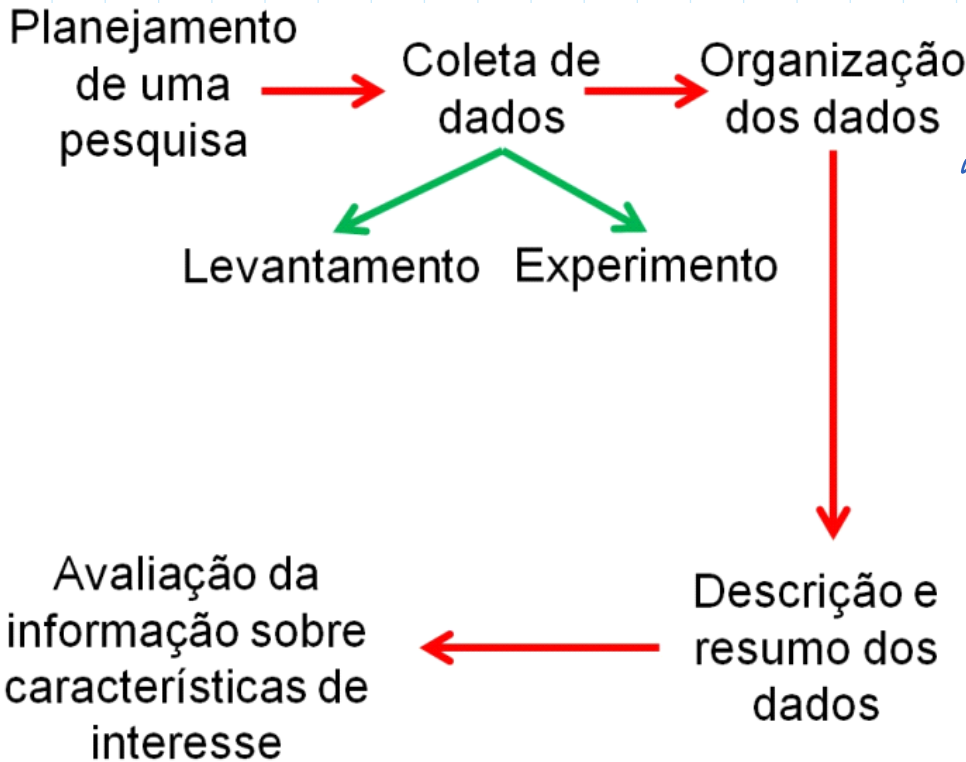 Planejamento
de uma
pesquisa
Coleta de
dados
Organização
dos dados
Levantamento
Experimento
Descrição e
resumo dos
dados
Avaliação da
informação sobre
características de
interesse